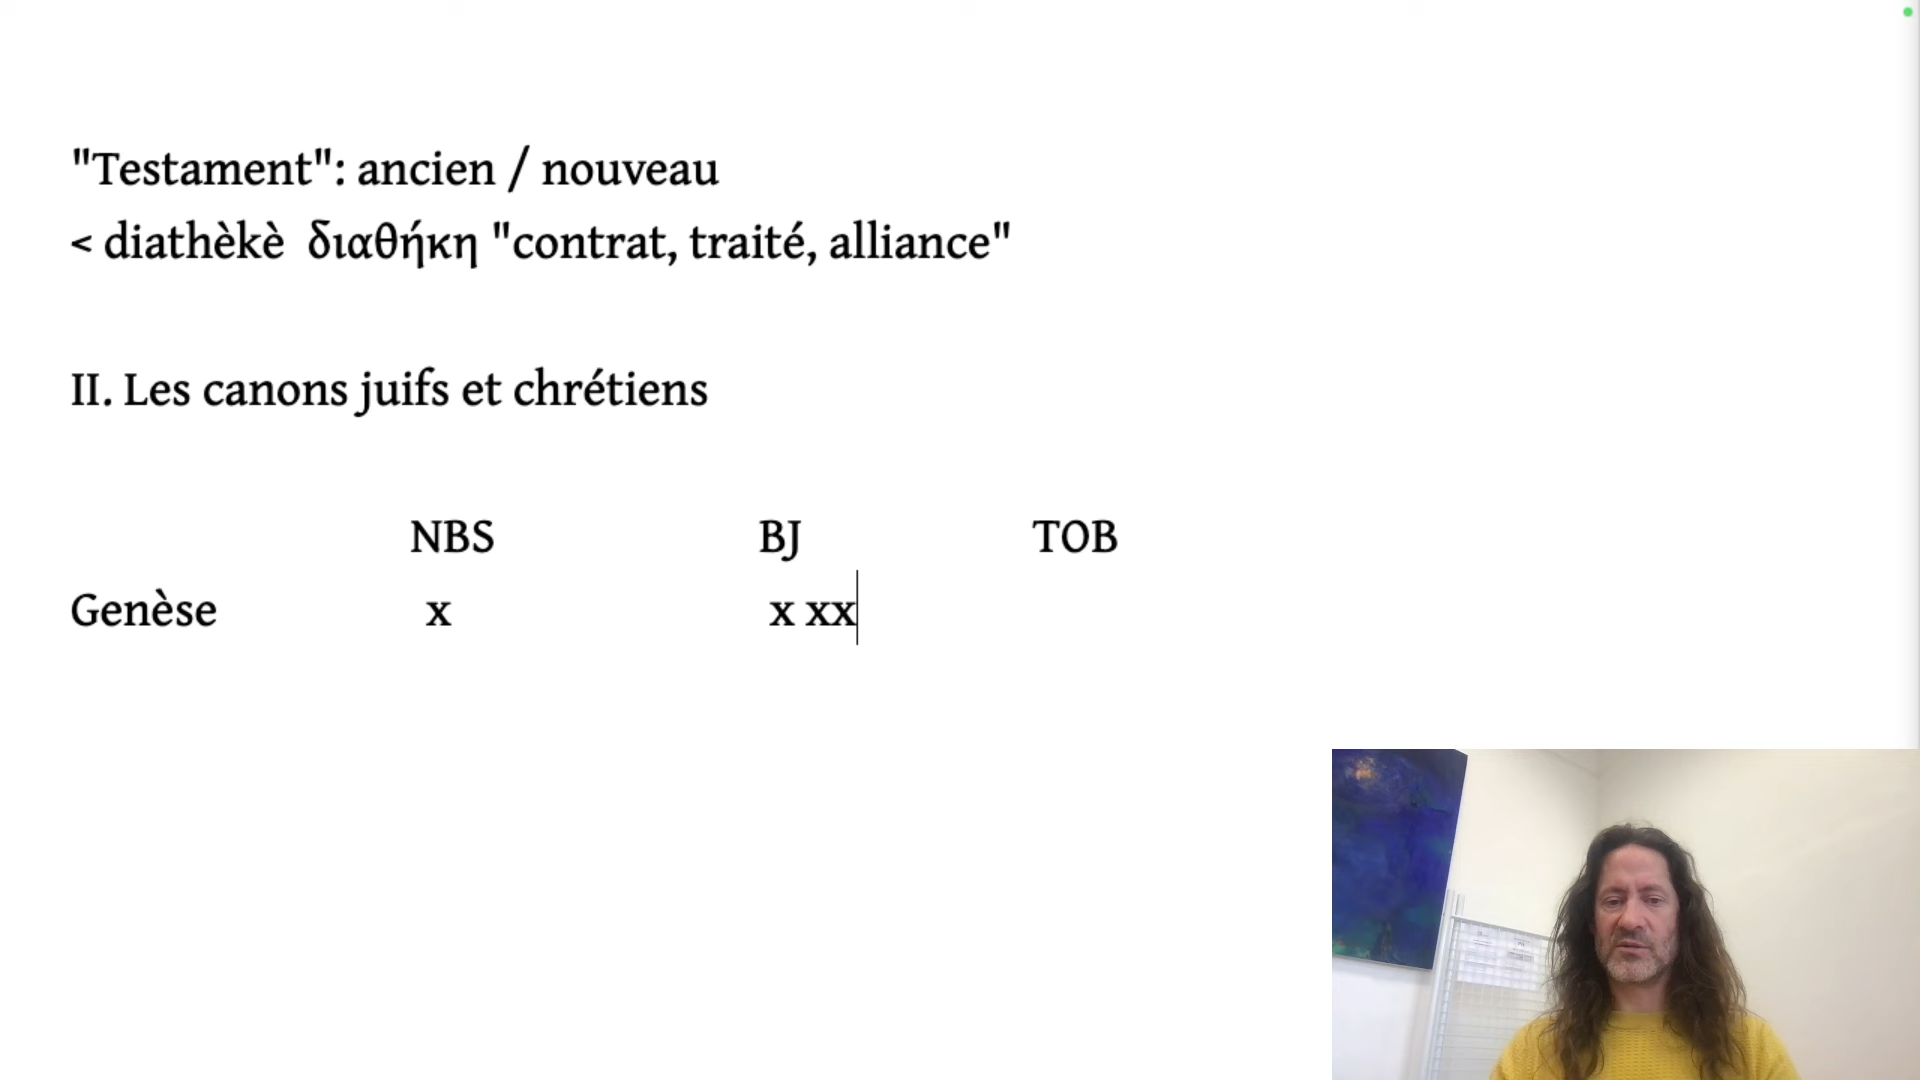 "Testament": ancien / nouveau
< diathèkè διαθήκη "contrat, traité, alliance"
II. Les canons juifs et chrétiens
NBS BJ TOB
Genèse x x xx